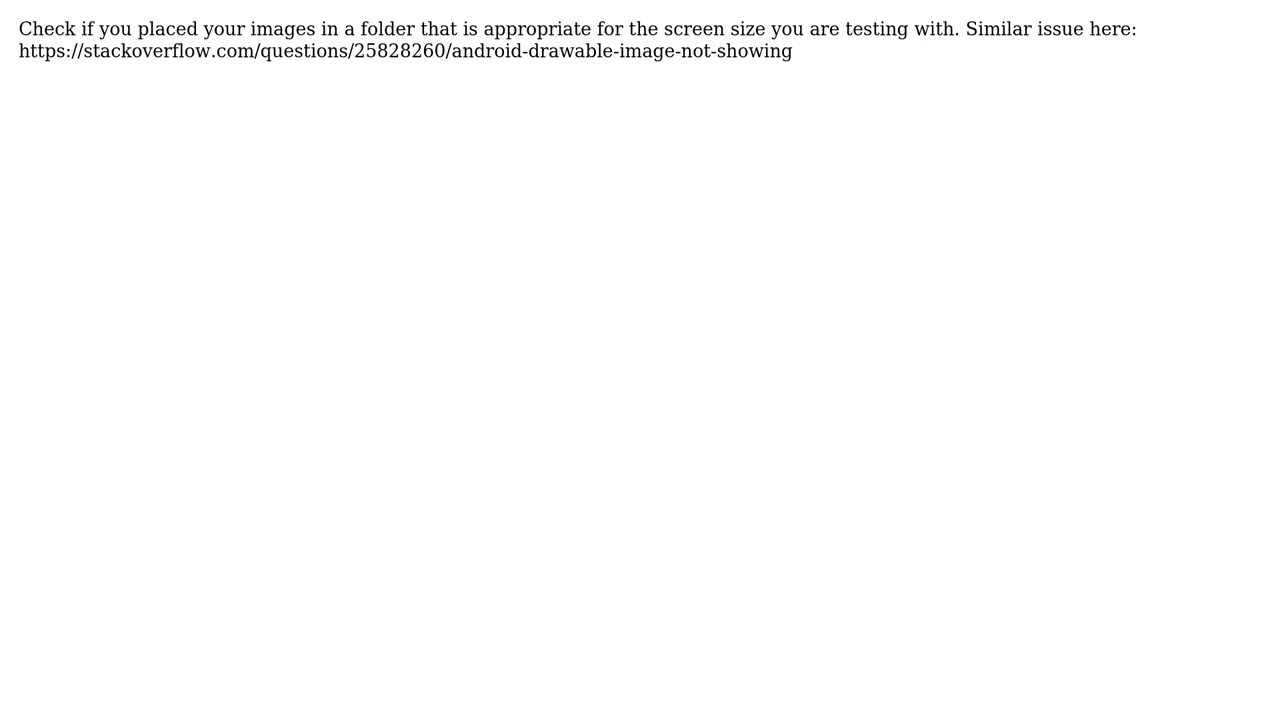 Check if you placed your images in a folder that is appropriate for the screen size you are testing with. Similar issue here:
https://stackoverflow.com/questions/25828260/android-drawable-image-not-showing